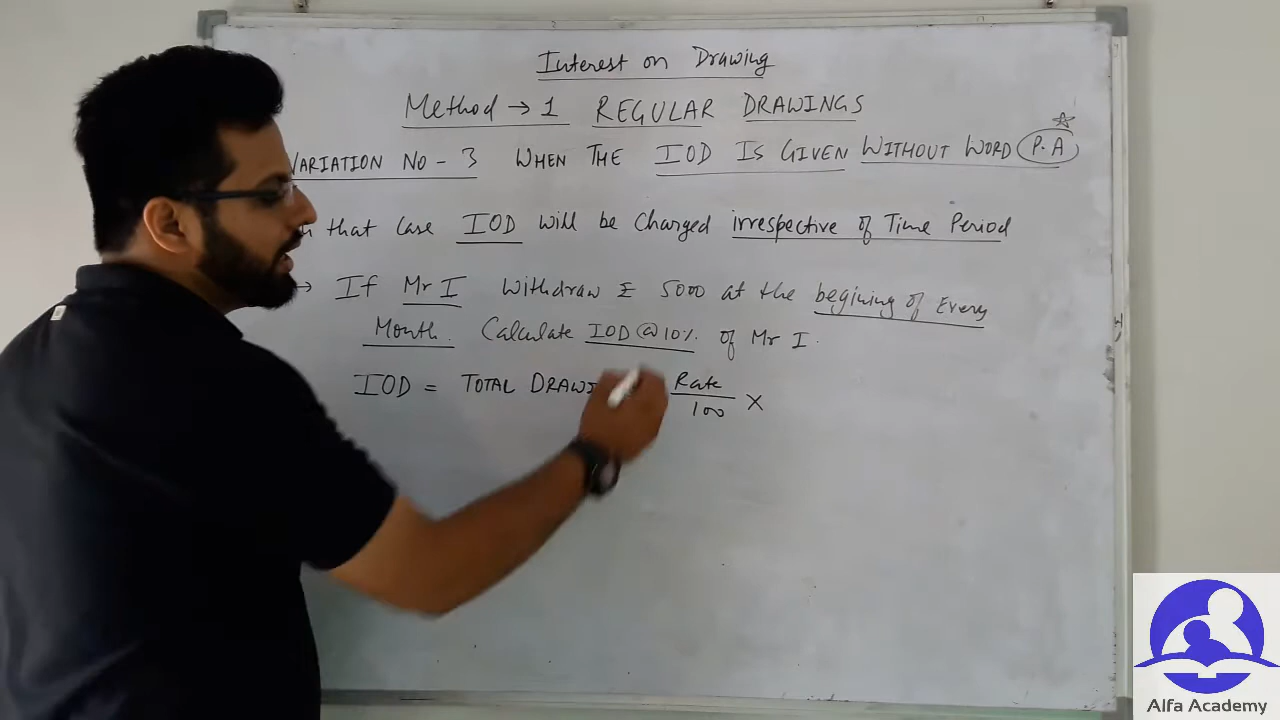 Interest on Drawing
Method → 1 REGULAR DRAWINGS
VARIATION NO - 3 WHEN THE IOD IS GIVEN WITHOUT WORD P.A
that Case IOD will be Charged irrespective of Time Period
→ If Mr I Withdraw 5000 at the begining of Every
Month. Calculate IOD @ 10% of Mr I.
IOD = TOTAL Rate
100 X
Alfa Academy